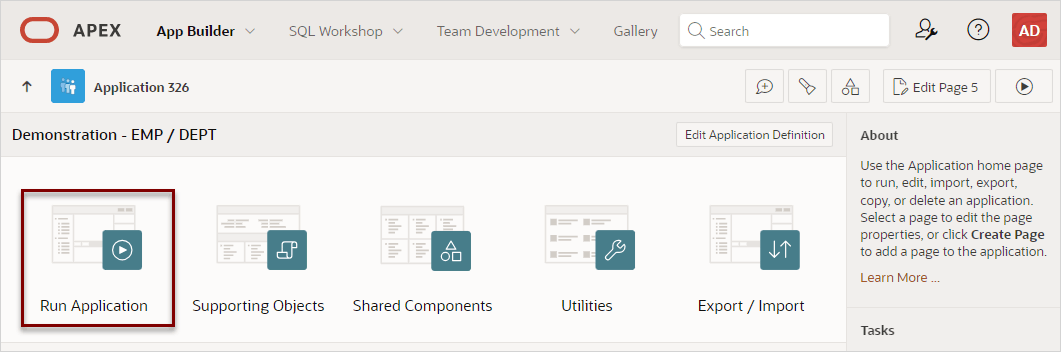 APEX App Builder SQL Workshop Team Development Gallery Search AD
Application 326 Edit Page 5
Demonstration - EMP / DEPT Edit Application Definition
Run Application Supporting Objects Shared Components Utilities Export / Import
About
Use the Application home page
to run, edit, import, export,
copy, or delete an application.
Select a page to edit the page
properties, or click Create Page
to add a page to the application.
Learn More ...
Tasks